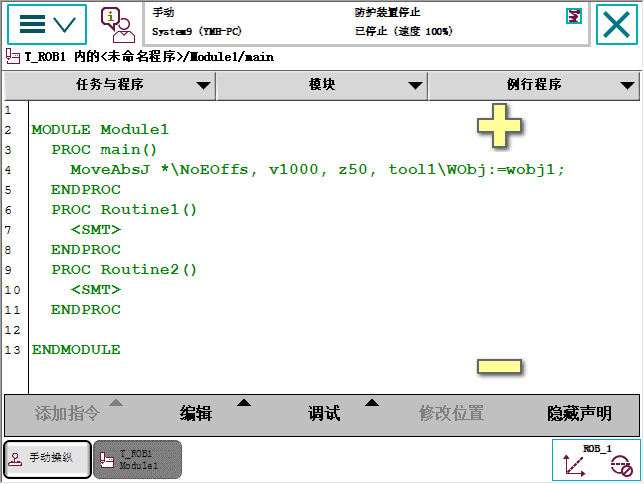 手动
防护装置停止
System9 (YMH-PC)
已停止 (速度 100%)
T_ROB1 内的<未命名程序>/Module1/main
任务与程序
模块
例行程序
1
2 MODULE Module1
3 PROC main()
4 MoveAbsJ *\NoEOffs, v1000, z50, tool1\WObj:=wobj1;
5 ENDPROC
6 PROC Routine1()
7 <SMT>
8 ENDPROC
9 PROC Routine2()
10 <SMT>
11 ENDPROC
12
13 ENDMODULE
添加指令
编辑
调试
修改位置
隐藏声明
手动操纵
T_ROB1
Module1
ROB_1